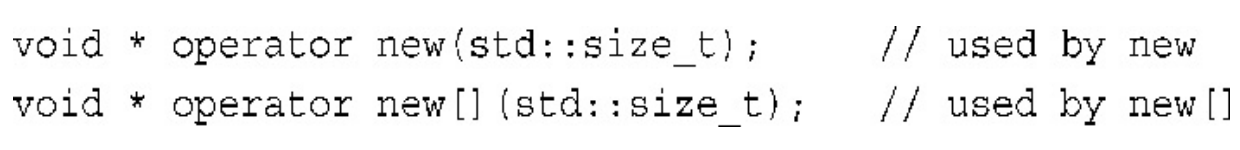 void * operator new(std::size_t);     // used by new
void * operator new[](std::size_t);   // used by new[]